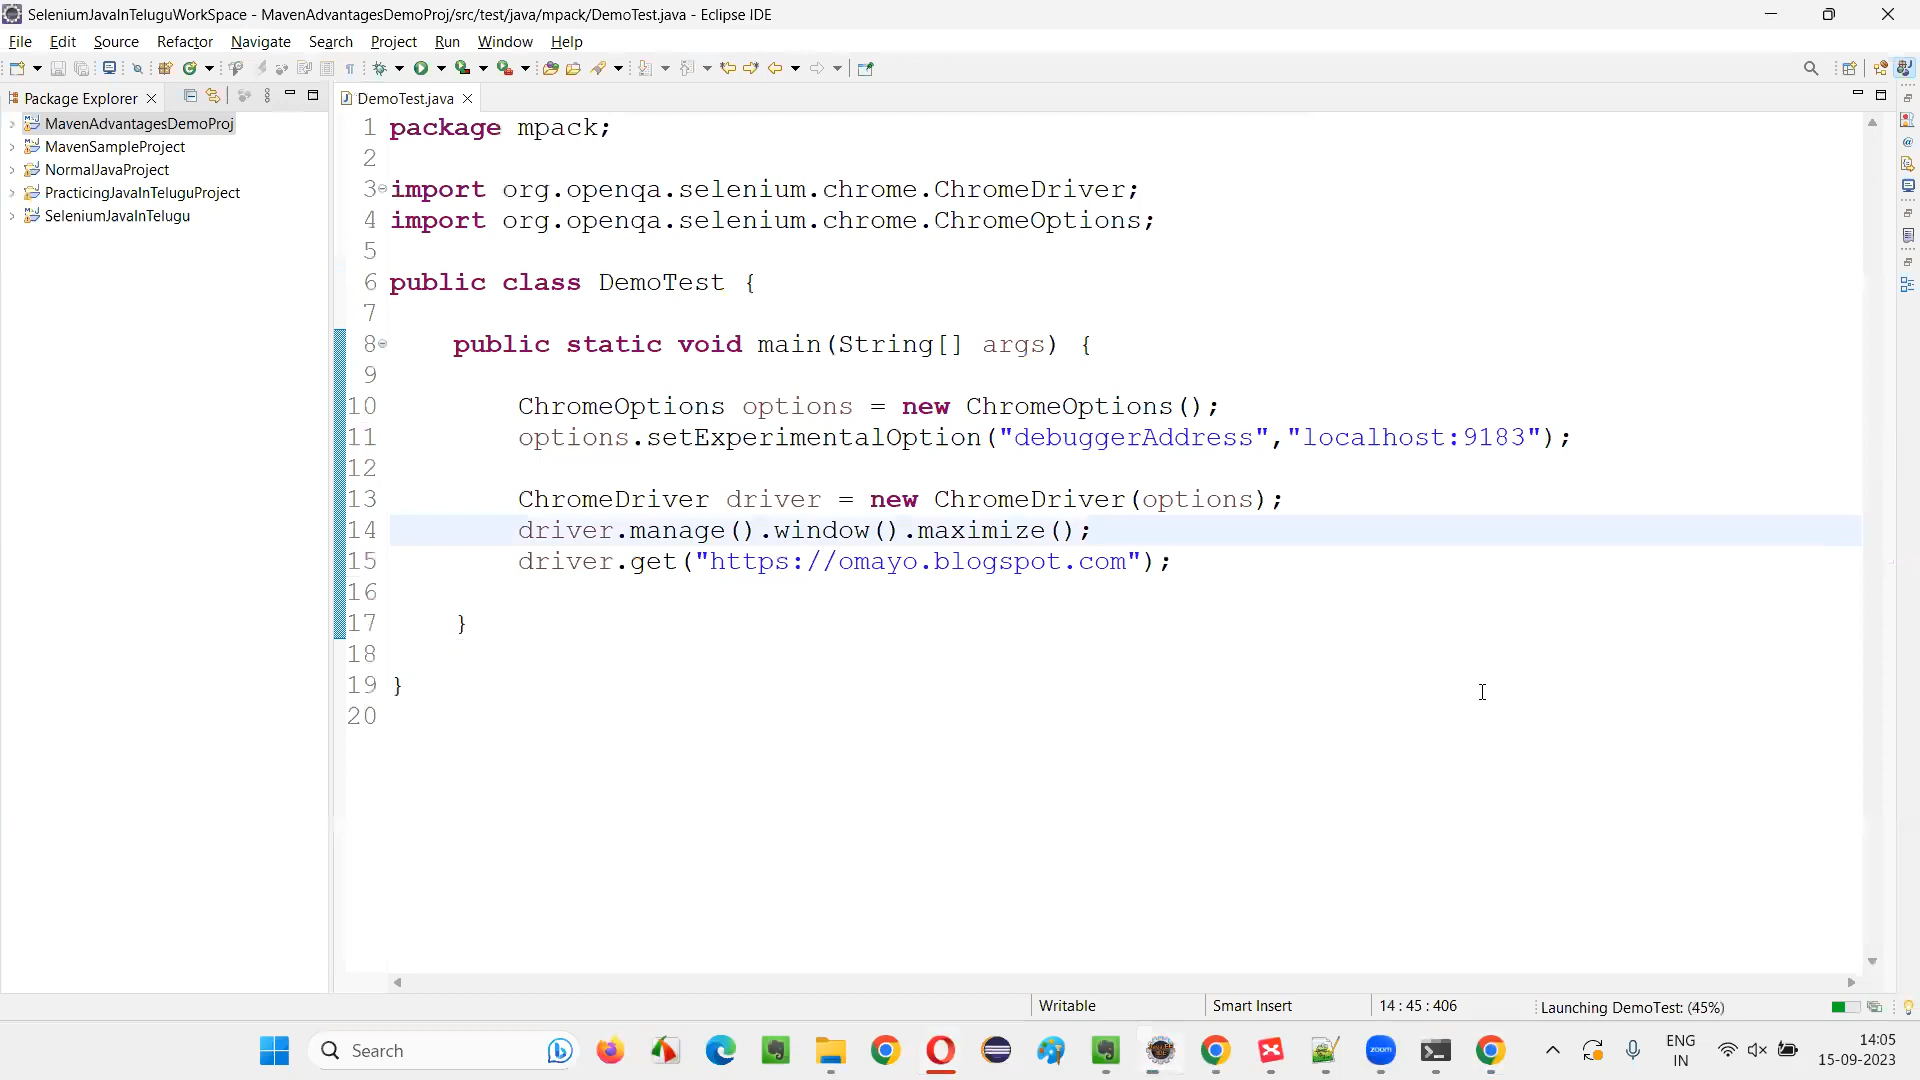 SeleniumJavaInTeluguWorkSpace - MavenAdvantagesDemoProj/src/test/java/mpack/DemoTest.java - Eclipse IDE
File Edit Source Refactor Navigate Search Project Run Window Help
Package Explorer
MavenAdvantagesDemoProj
MavenSampleProject
NormalJavaProject
PracticingJavaInTeluguProject
SeleniumJavaInTelugu
DemoTest.java
1 package mpack;
2
3 import org.openqa.selenium.chrome.ChromeDriver;
4 import org.openqa.selenium.chrome.ChromeOptions;
5
6 public class DemoTest {
7
8 public static void main(String[] args) {
9
10 ChromeOptions options = new ChromeOptions();
11 options.setExperimentalOption("debuggerAddress","localhost:9183");
12
13 ChromeDriver driver = new ChromeDriver(options);
14 driver.manage().window().maximize();
15 driver.get("https://omayo.blogspot.com");
16
17 }
18
19 }
20
Writable Smart Insert 14 : 45 : 406 Launching DemoTest: (45%)
Search
zoom
ENG
IN
14:05
15-09-2023